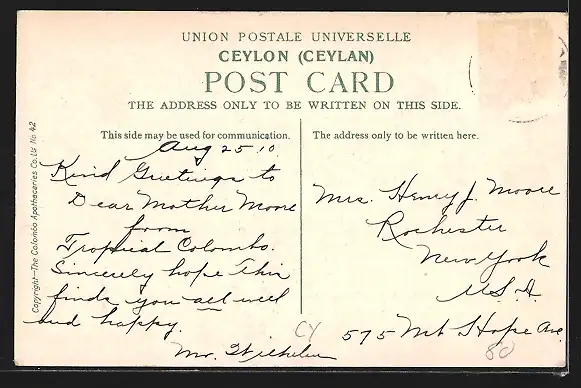 UNION POSTALE UNIVERSELLE
CEYLON (CEYLAN)
POST CARD
THE ADDRESS ONLY TO BE WRITTEN ON THIS SIDE.
This side may be used for communication.
Aug 25 10
Kind Greetings to
Dear Mother Moore
from
Tropical Colombo.
Sincerely hope this
finds you all well
and happy.
Mr. Wilhelm
The address only to be written here.
Mrs. Henry J. Moore
Rochester
New York
U.S.A.
575 Mt Hope Ave.
CY
80
Copyright—The Colombo Apothecaries Co. Ld No 42